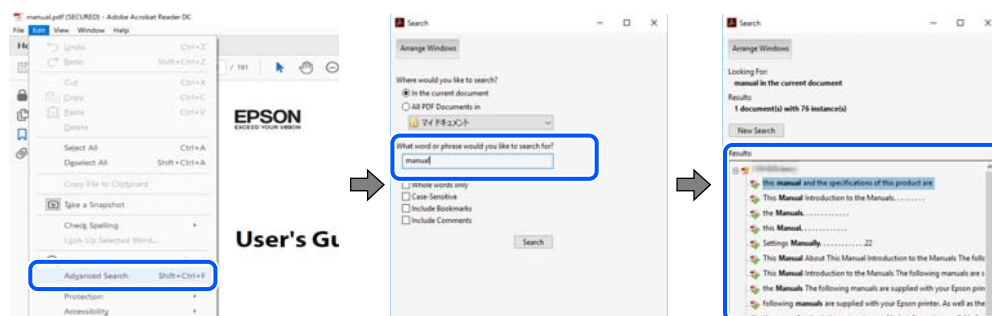 manual.pdf (SECURED) - Adobe Acrobat Reader DC
File Edit View Window Help
Undo Ctrl+Z
Redo Shift+Ctrl+Z
Cut Ctrl+X
Copy Ctrl+C
Paste Ctrl+V
Delete
Select All Ctrl+A
Deselect All Shift+Ctrl+A
Copy File to Clipboard
Take a Snapshot
Check Spelling
Look Up Selected Word...
Advanced Search Shift+Ctrl+F
Protection
Accessibility
/ 181
EPSON
EXCEED YOUR VISION
User's Gu
Search
Arrange Windows
Where would you like to search?
In the current document
All PDF Documents in
マイ ドキュメント
What word or phrase would you like to search for?
manual
Whole words only
Case-Sensitive
Include Bookmarks
Include Comments
Search
Search
Arrange Windows
Looking For:
manual in the current document
Results:
1 document(s) with 76 instance(s)
New Search
Results:
this manual and the specifications of this product are
This Manual Introduction to the Manuals. . . . . . . . .
the Manuals. . . . . . . . . . . .
this Manual. . . . . . . . . . . .
Settings Manually. . . . . . . . . . . . .22
This Manual About This Manual Introduction to the Manuals The follo
This Manual Introduction to the Manuals The following manuals are s
the Manuals The following manuals are supplied with your Epson prin
following manuals are supplied with your Epson printer. As well as the